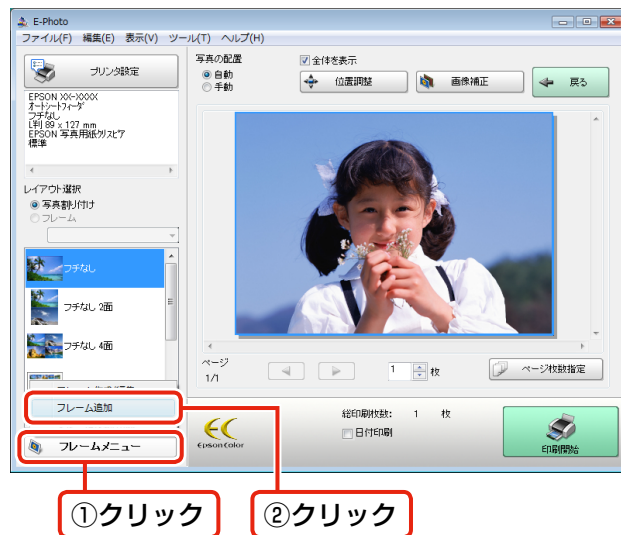 E-Photo
ファイル(F) 編集(E) 表示(V) ツール(T) ヘルプ(H)
プリンタ設定
EPSON XX-XXXX
オートシートフィーダ
フチなし
L判 89 x 127 mm
EPSON 写真用紙クリスピア
標準
レイアウト選択
写真割り付け
フレーム
フチなし
フチなし 2面
フチなし 4面
フレーム追加
フレームメニュー
写真の配置
自動
手動
全体を表示
位置調整
画像補正
戻る
ページ
1/1
1 枚
ページ枚数指定
EC
Epson Color
総印刷枚数: 1 枚
日付印刷
印刷開始
①クリック
②クリック